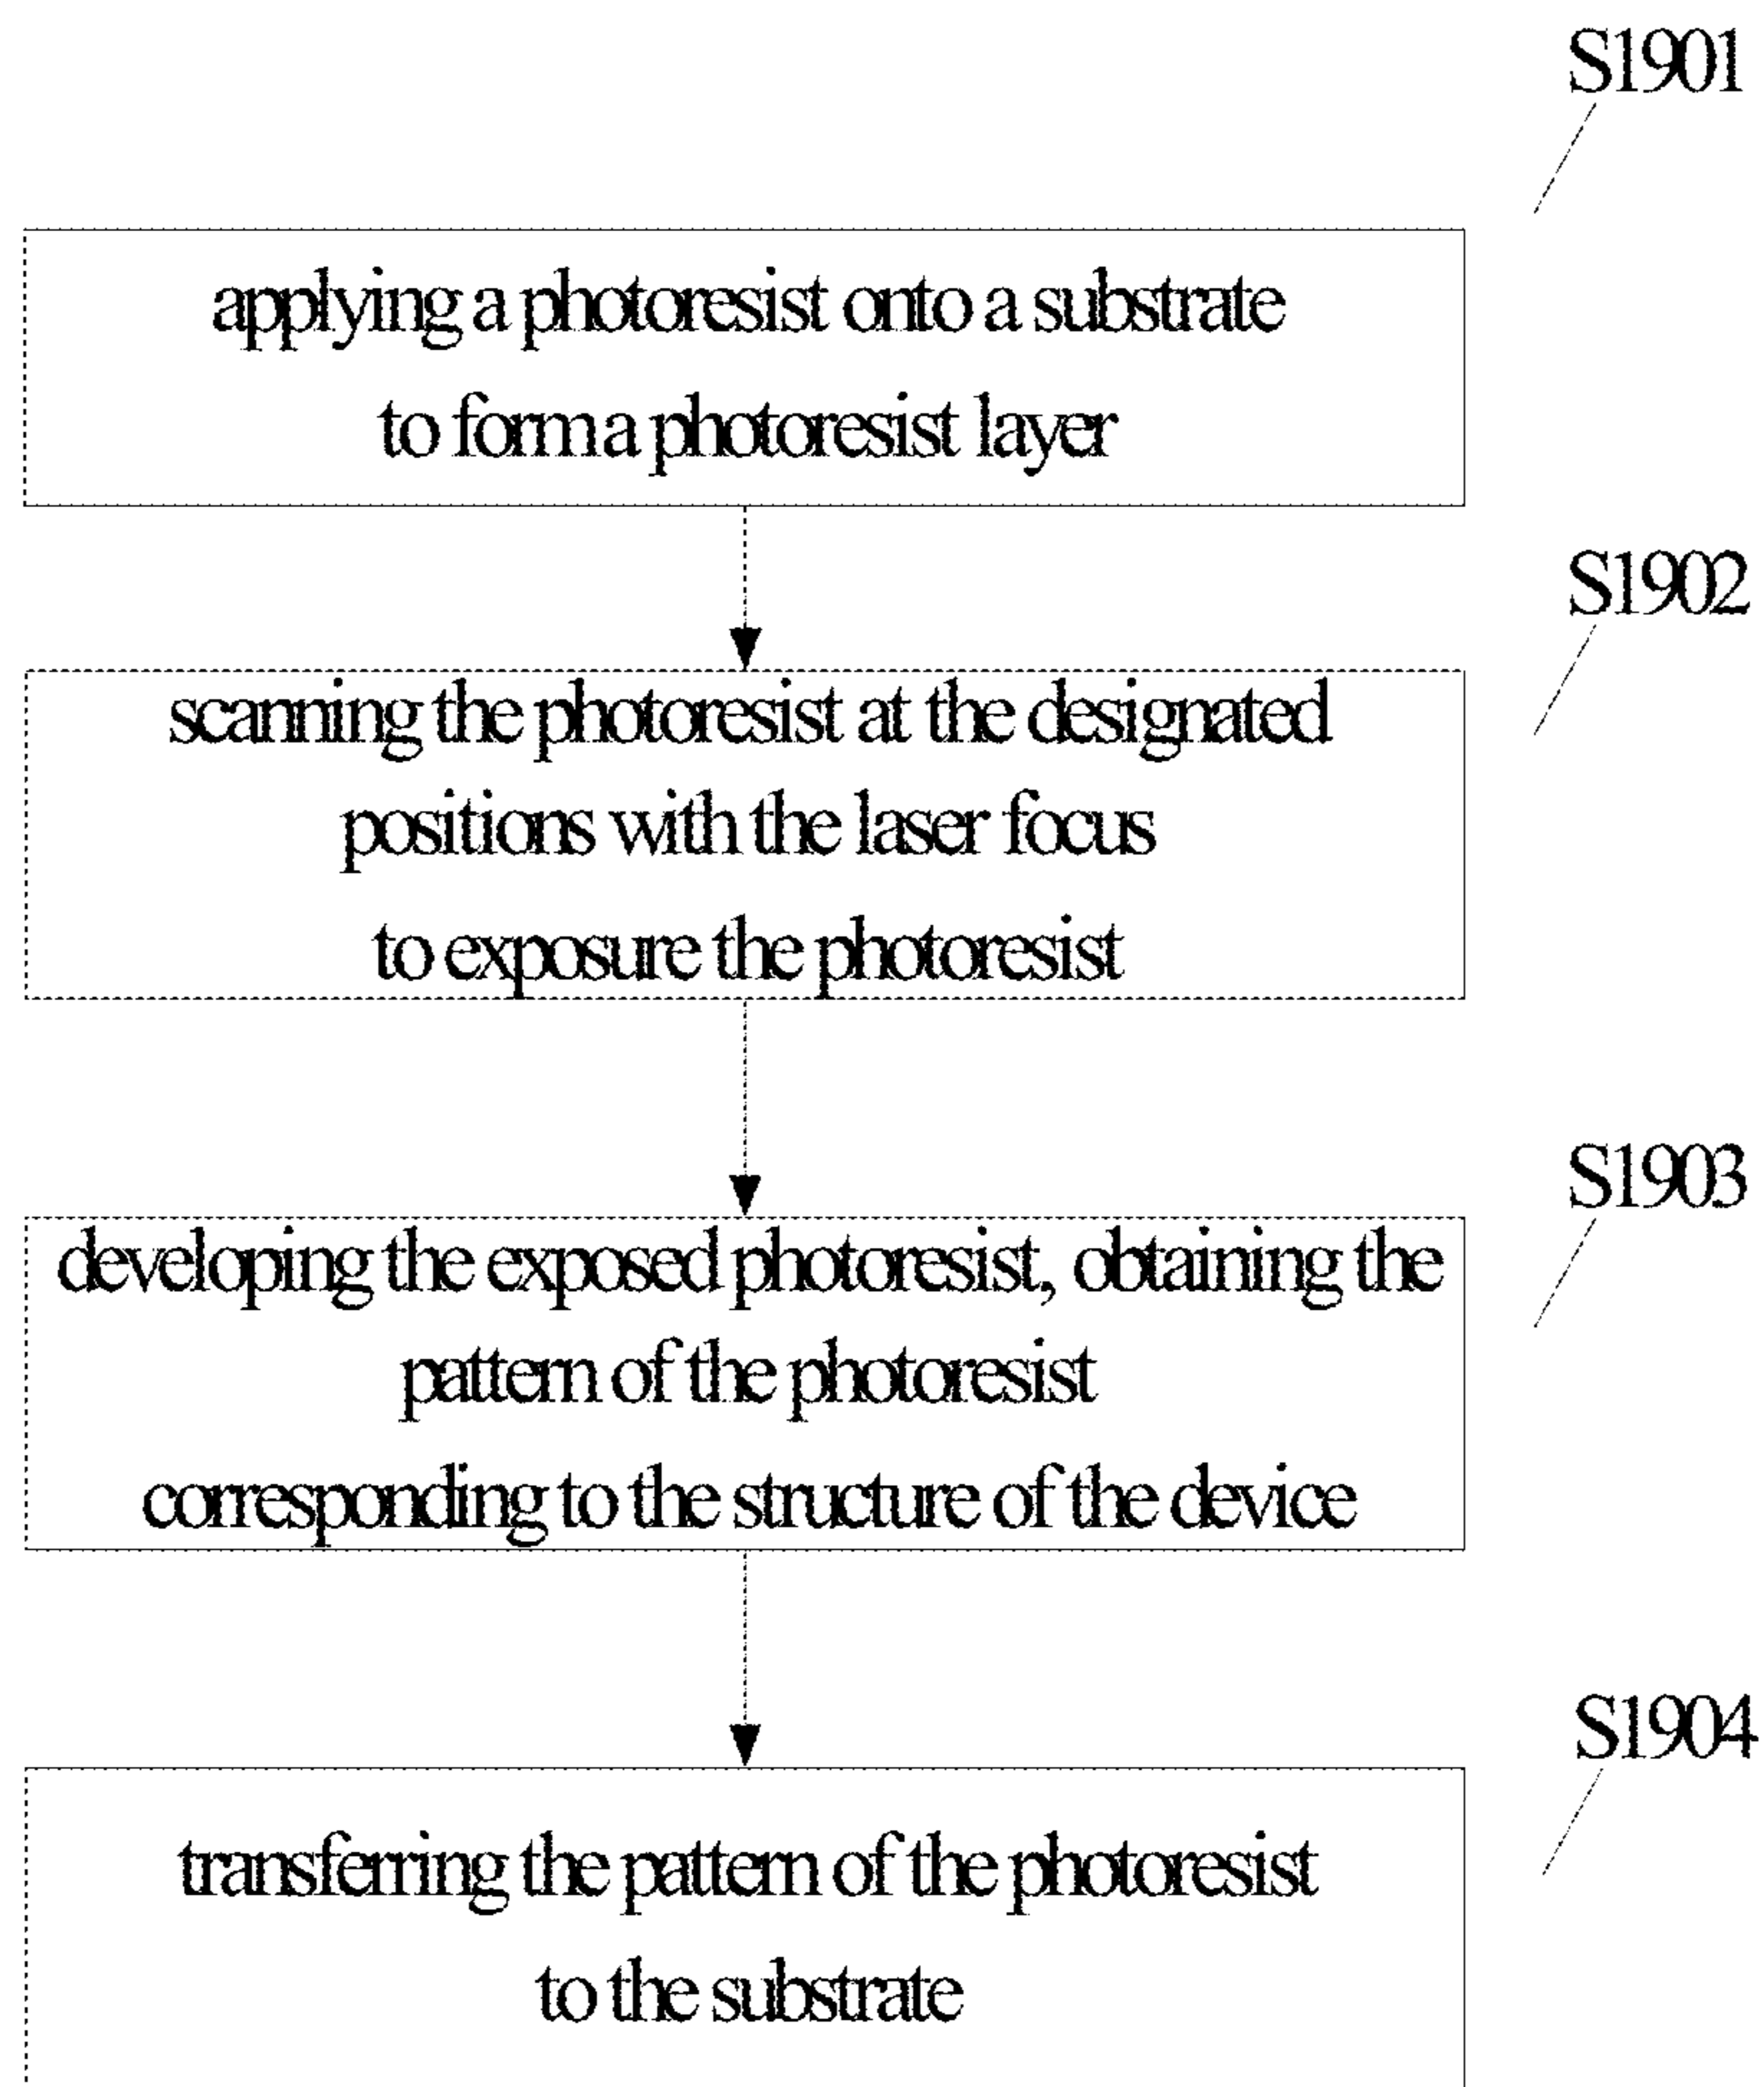 S1901
applying a photoresist onto a substrate
to form a photoresist layer
S1902
scanning the photoresist at the designated
positions with the laser focus
to exposure the photoresist
S1903
developing the exposed photoresist, obtaining the
pattern of the photoresist
corresponding to the structure of the device
S1904
transferring the pattern of the photoresist
to the substrate